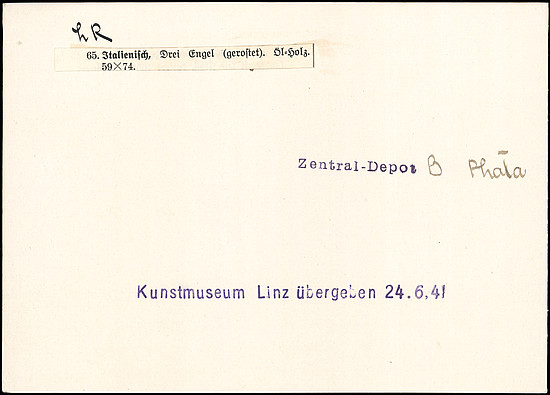 LR
65. Italienisch, Drei Engel (gerostet). Öl-Holz.
59×74.
Zentral-Depot B
Kunstmuseum Linz übergeben 24.6.41